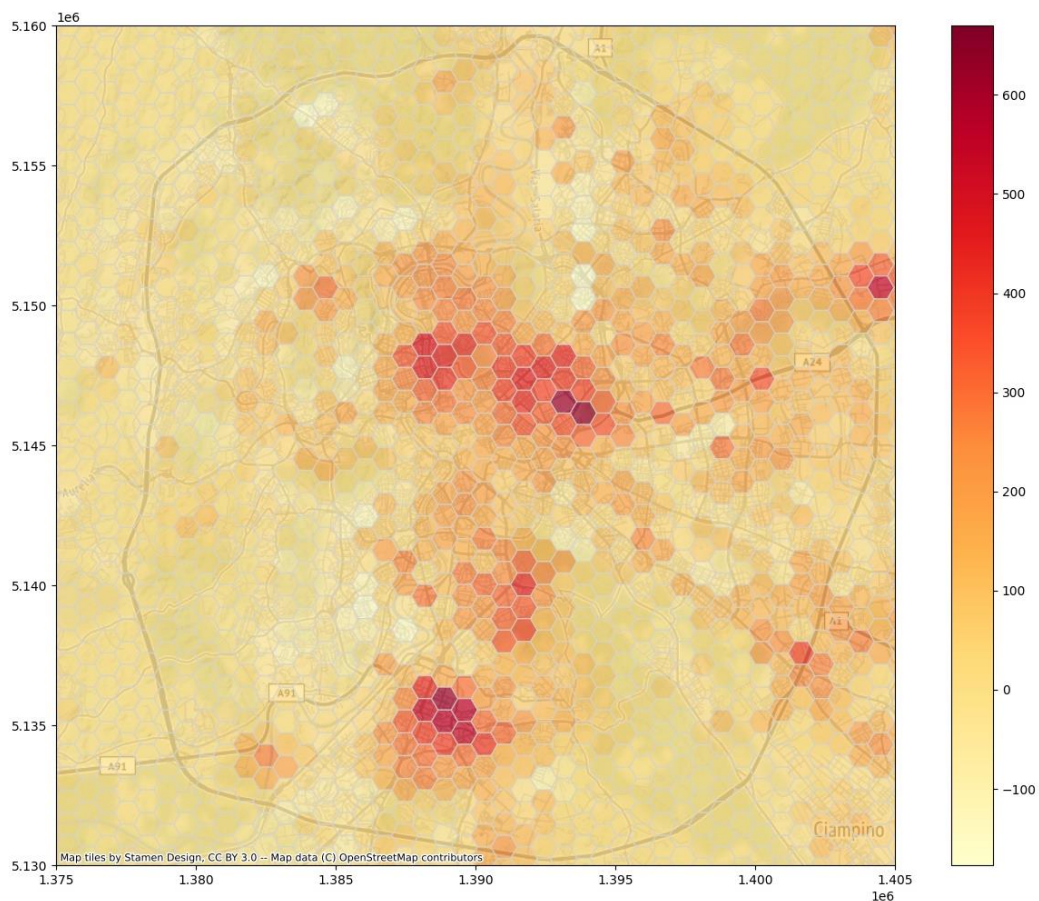 1e6
5.160
5.155
5.150
5.145
5.140
5.135
5.130
A1
A24
Aurelia
A91
A91
A1
Ciampino
Map tiles by Stamen Design, CC BY 3.0 -- Map data (C) OpenStreetMap contributors
1.375
1.380
1.385
1.390
1.395
1.400
1.405
1e6
600
500
400
300
200
100
0
−100